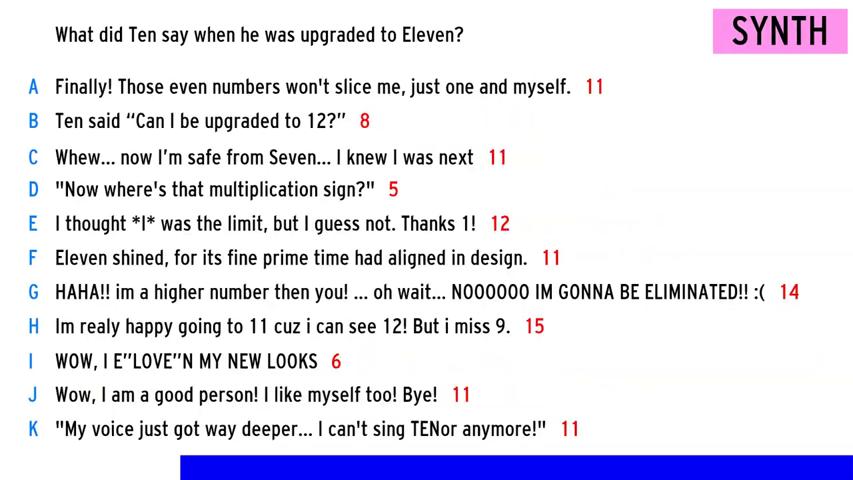 What did Ten say when he was upgraded to Eleven?
SYNTH
A Finally! Those even numbers won't slice me, just one and myself. 11
B Ten said “Can I be upgraded to 12?” 8
C Whew... now I’m safe from Seven... I knew I was next 11
D "Now where's that multiplication sign?" 5
E I thought *I* was the limit, but I guess not. Thanks 1! 12
F Eleven shined, for its fine prime time had aligned in design. 11
G HAHA!! im a higher number then you! ... oh wait... NOOOOOO IM GONNA BE ELIMINATED!! :( 14
H Im realy happy going to 11 cuz i can see 12! But i miss 9. 15
I WOW, I E”LOVE”N MY NEW LOOKS 6
J Wow, I am a good person! I like myself too! Bye! 11
K "My voice just got way deeper... I can't sing TENor anymore!" 11